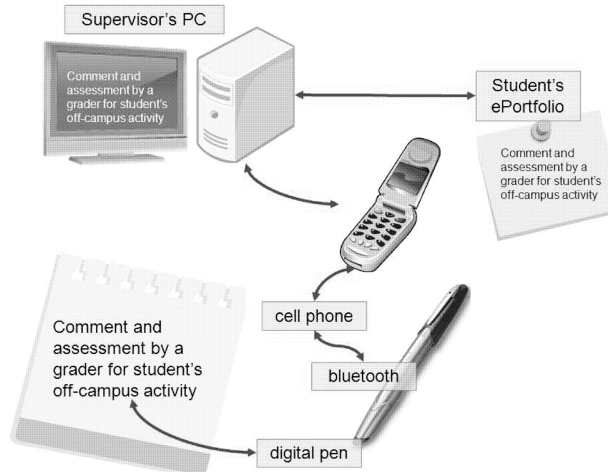 Supervisor's PC
Comment and
assessment by a
grader for student's
off-campus activity
Student's
ePortfolio
Comment and
assessment by a
grader for student's
off-campus activity
cell phone
Comment and
assessment by a
grader for student's
off-campus activity
bluetooth
digital pen